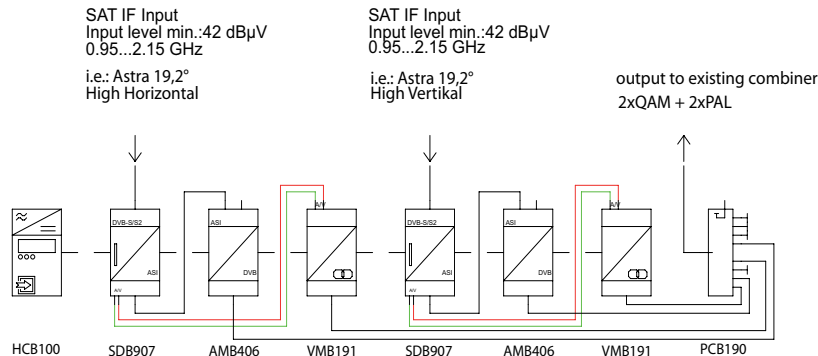 SAT IF Input
Input level min.:42 dBµV
0.95...2.15 GHz
i.e.: Astra 19,2°
High Horizontal
SAT IF Input
Input level min.:42 dBµV
0.95...2.15 GHz
i.e.: Astra 19,2°
High Vertikal
output to existing combiner
2xQAM + 2xPAL
DVB-S/S2
ASI
A/V
ASI
DVB
A/V
DVB-S/S2
ASI
A/V
ASI
DVB
A/V
HCB100
SDB907
AMB406
VMB191
SDB907
AMB406
VMB191
PCB190